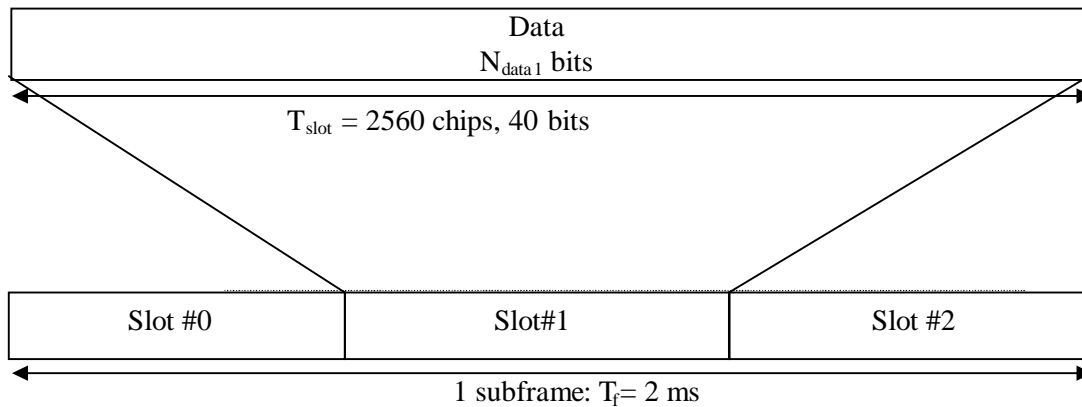 Data
N_data1 bits
T_slot = 2560 chips, 40 bits
Slot #0
Slot#1
Slot #2
1 subframe: T_f= 2 ms